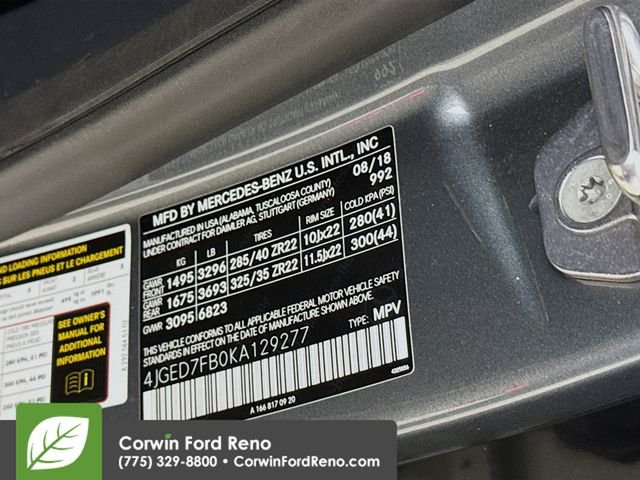 MFD BY MERCEDES-BENZ U.S. INTL., INC
MANUFACTURED IN USA (ALABAMA, TUSCALOOSA COUNTY) 08/18
UNDER CONTRACT FOR DAIMLER AG, STUTTGART (GERMANY) 992
KG LB TIRES RIM SIZE COLD KPA (PSI)
GAWR FRONT 1495 3296 285/40 ZR22 10Jx22 280(41)
GAWR REAR 1675 3693 325/35 ZR22 11.5Jx22 300(44)
GWR 3095 6823
THIS VEHICLE CONFORMS TO ALL APPLICABLE FEDERAL MOTOR VEHICLE SAFETY
STANDARDS IN EFFECT ON THE DATE OF MANUFACTURE SHOWN ABOVE.
TYPE: MPV
4JGED7FB0KA129277
A 166 817 09 20
AND LOADING INFORMATION
SUR LES PNEUS ET LE CHARGEMENT
SEE OWNER'S
MANUAL FOR
ADDITIONAL
INFORMATION
992
Corwin Ford Reno
(775) 329-8800 • CorwinFordReno.com